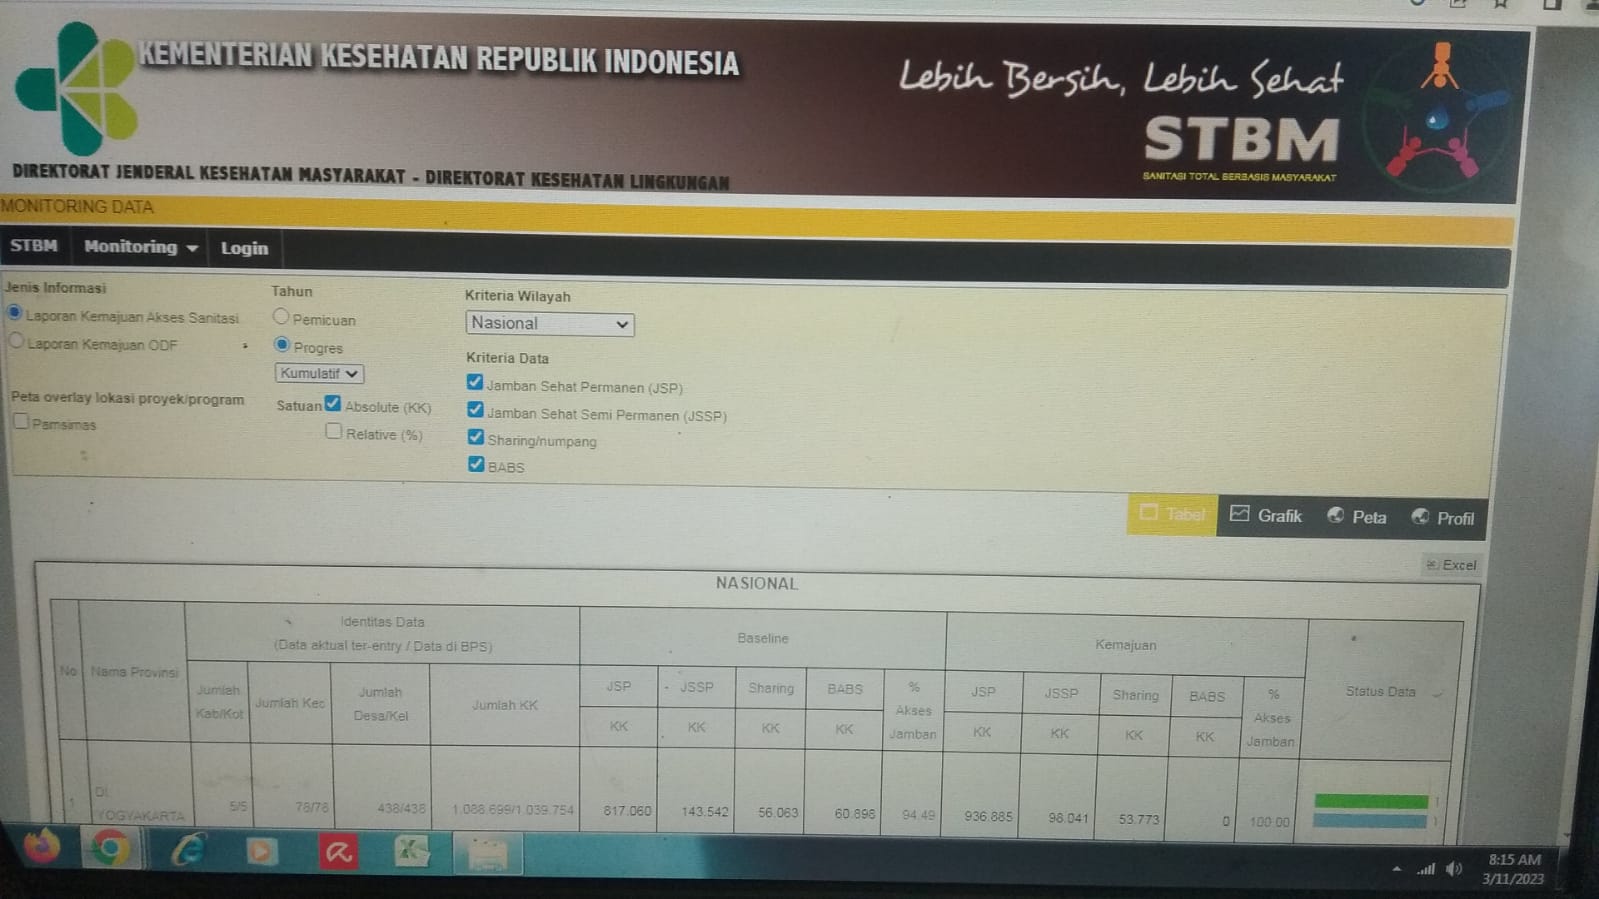 KEMENTERIAN KESEHATAN REPUBLIK INDONESIA
Lebih Bersih, Lebih Sehat
STBM
SANITASI TOTAL BERBASIS MASYARAKAT
DIREKTORAT JENDERAL KESEHATAN MASYARAKAT - DIREKTORAT KESEHATAN LINGKUNGAN
MONITORING DATA
STBM Monitoring Login
Jenis Informasi
Laporan Kemajuan Akses Sanitasi
Laporan Kemajuan ODF
Peta overlay lokasi proyek/program
Pamsimas
Tahun
Pemicuan
Progres
Kumulatif
Satuan Absolute (KK)
Relative (%)
Kriteria Wilayah
Nasional
Kriteria Data
Jamban Sehat Permanen (JSP)
Jamban Sehat Semi Permanen (JSSP)
Sharing/numpang
BABS
Tabel Grafik Peta Profil
Excel
NASIONAL
No
Nama Provinsi
Identitas Data
(Data aktual ter-entry / Data di BPS)
Jumlah Kab/Kot
Jumlah Kec
Jumlah Desa/Kel
Jumlah KK
Baseline
JSP JSSP Sharing BABS % Akses Jamban
KK KK KK KK
Kemajuan
JSP JSSP Sharing BABS % Akses Jamban
KK KK KK KK
Status Data
1 DI YOGYAKARTA 5/5 78/78 438/438 1.088.699/1.039.754 817.060 143.542 56.063 60.898 94.49 936.885 98.041 53.773 0 100.00
8:15 AM
3/11/2023